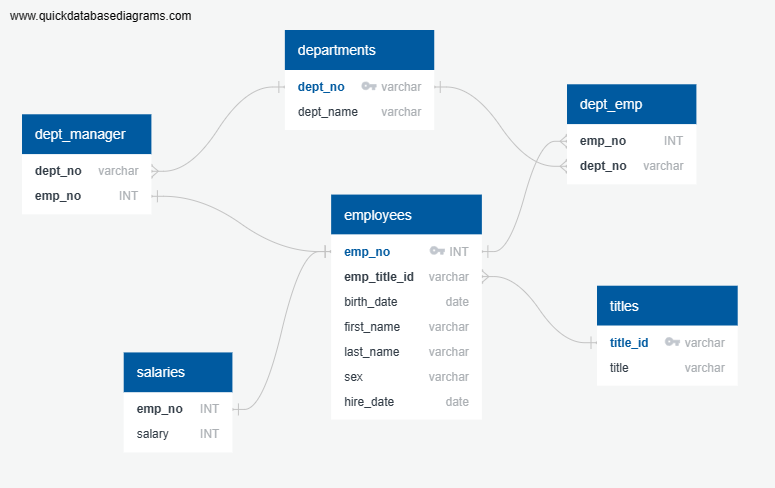 www.quickdatabasediagrams.com
departments
dept_no varchar
dept_name varchar
dept_emp
emp_no INT
dept_no varchar
dept_manager
dept_no varchar
emp_no INT
employees
emp_no INT
emp_title_id varchar
birth_date date
first_name varchar
last_name varchar
sex varchar
hire_date date
titles
title_id varchar
title varchar
salaries
emp_no INT
salary INT